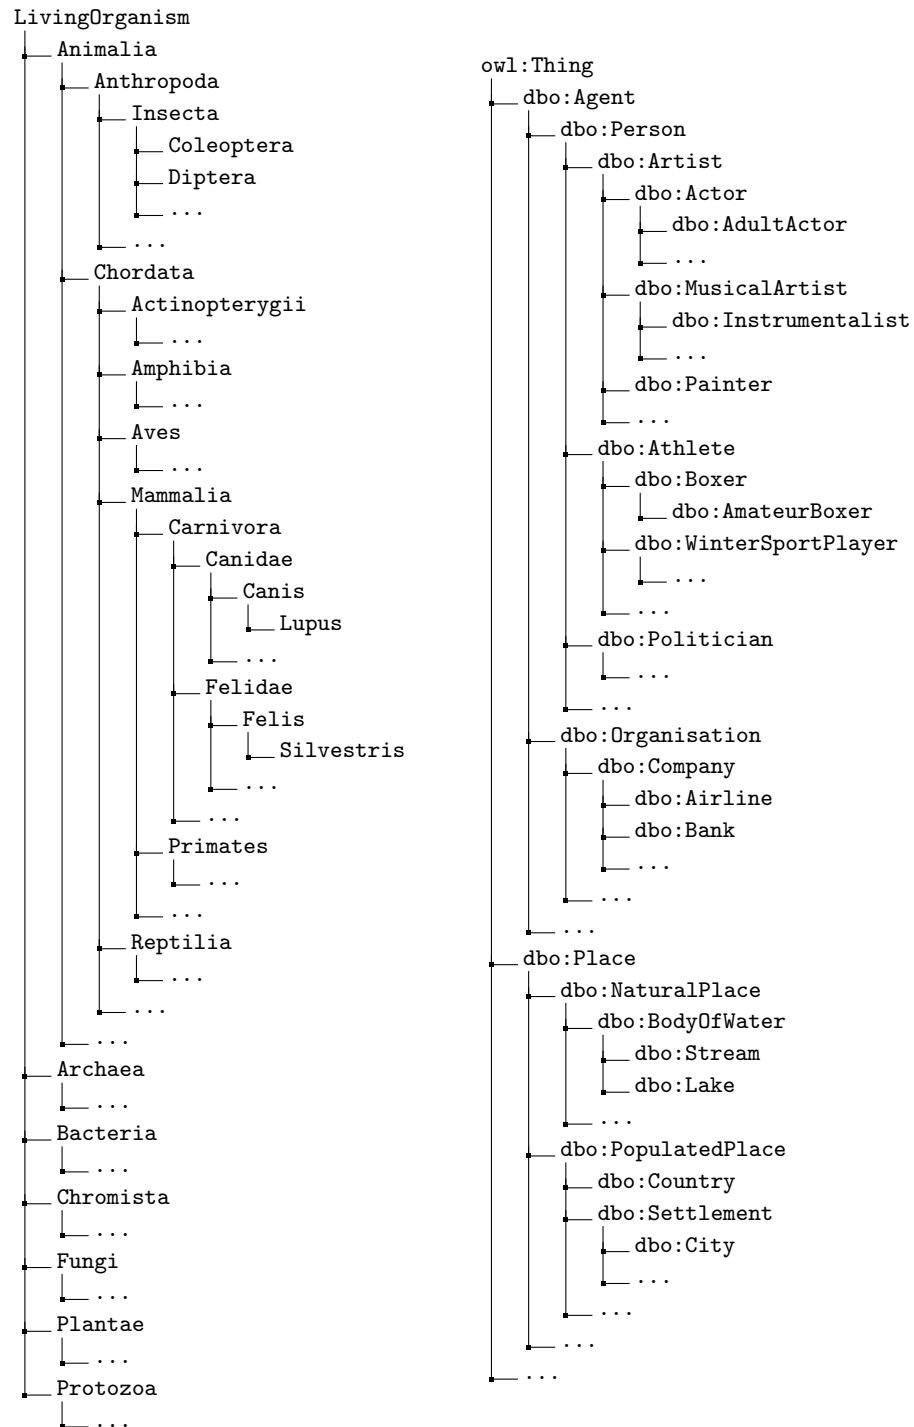 LivingOrganism
Animalia
Anthropoda
Insecta
Coleoptera
Diptera
...
...
Chordata
Actinopterygii
...
Amphibia
...
Aves
...
Mammalia
Carnivora
Canidae
Canis
Lupus
...
Felidae
Felis
Silvestris
...
...
Primates
...
...
Reptilia
...
...
...
Archaea
...
Bacteria
...
Chromista
...
Fungi
...
Plantae
...
Protozoa
...
owl:Thing
dbo:Agent
dbo:Person
dbo:Artist
dbo:Actor
dbo:AdultActor
...
dbo:MusicalArtist
dbo:Instrumentalist
...
dbo:Painter
...
dbo:Athlete
dbo:Boxer
dbo:AmateurBoxer
dbo:WinterSportPlayer
...
...
dbo:Politician
...
...
dbo:Organisation
dbo:Company
dbo:Airline
dbo:Bank
...
...
...
dbo:Place
dbo:NaturalPlace
dbo:BodyOfWater
dbo:Stream
dbo:Lake
...
dbo:PopulatedPlace
dbo:Country
dbo:Settlement
dbo:City
...
...
...
...